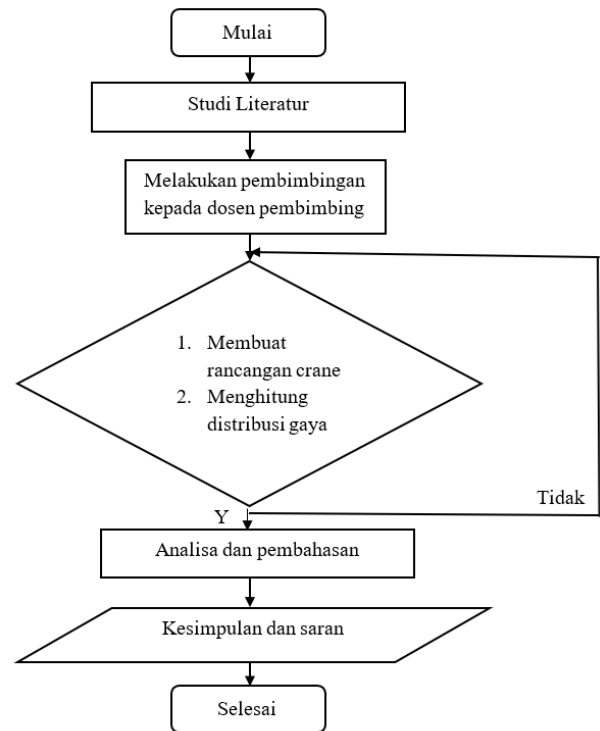 Mulai
Studi Literatur
Melakukan pembimbingan
kepada dosen pembimbing
1. Membuat
rancangan crane
2. Menghitung
distribusi gaya
Tidak
Y
Analisa dan pembahasan
Kesimpulan dan saran
Selesai